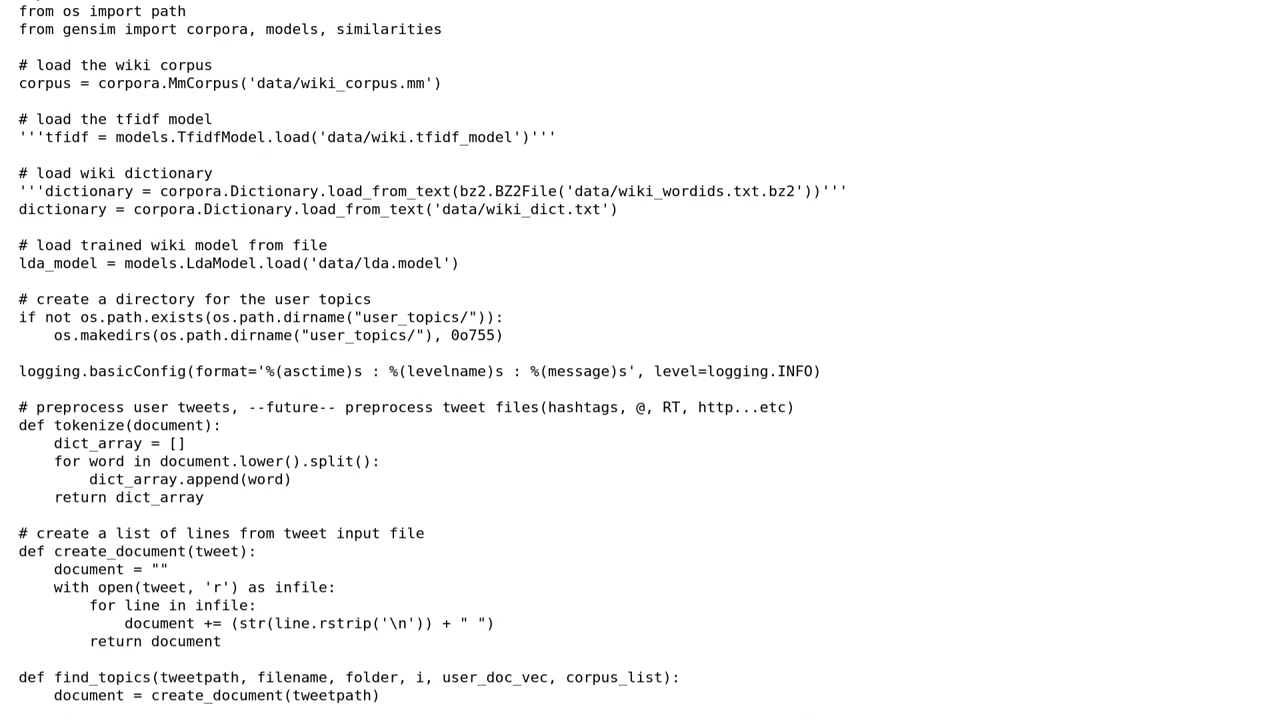 from os import path
from gensim import corpora, models, similarities

# load the wiki corpus
corpus = corpora.MmCorpus('data/wiki_corpus.mm')

# load the tfidf model
'''tfidf = models.TfidfModel.load('data/wiki.tfidf_model')'''

# load wiki dictionary
'''dictionary = corpora.Dictionary.load_from_text(bz2.BZ2File('data/wiki_wordids.txt.bz2'))'''
dictionary = corpora.Dictionary.load_from_text('data/wiki_dict.txt')

# load trained wiki model from file
lda_model = models.LdaModel.load('data/lda.model')

# create a directory for the user topics
if not os.path.exists(os.path.dirname("user_topics/")):
    os.makedirs(os.path.dirname("user_topics/"), 0o755)

logging.basicConfig(format='%(asctime)s : %(levelname)s : %(message)s', level=logging.INFO)

# preprocess user tweets, --future-- preprocess tweet files(hashtags, @, RT, http...etc)
def tokenize(document):
    dict_array = []
    for word in document.lower().split():
        dict_array.append(word)
    return dict_array

# create a list of lines from tweet input file
def create_document(tweet):
    document = ""
    with open(tweet, 'r') as infile:
        for line in infile:
            document += (str(line.rstrip('\n')) + " ")
        return document

def find_topics(tweetpath, filename, folder, i, user_doc_vec, corpus_list):
    document = create_document(tweetpath)